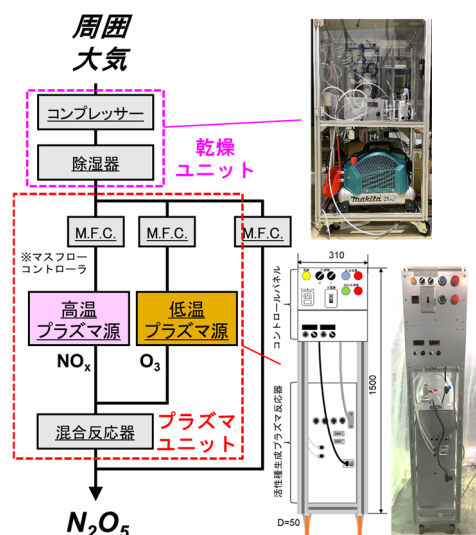 周囲
大気
コンプレッサー
除湿器
乾燥
ユニット
M.F.C.
M.F.C.
M.F.C.
※マスフロー
コントローラ
高温
プラズマ源
低温
プラズマ源
NOx
O3
混合反応器
プラズマ
ユニット
N2O5
makita
310
コントロールパネル
活性種生成プラズマ反応器
1500
D=50